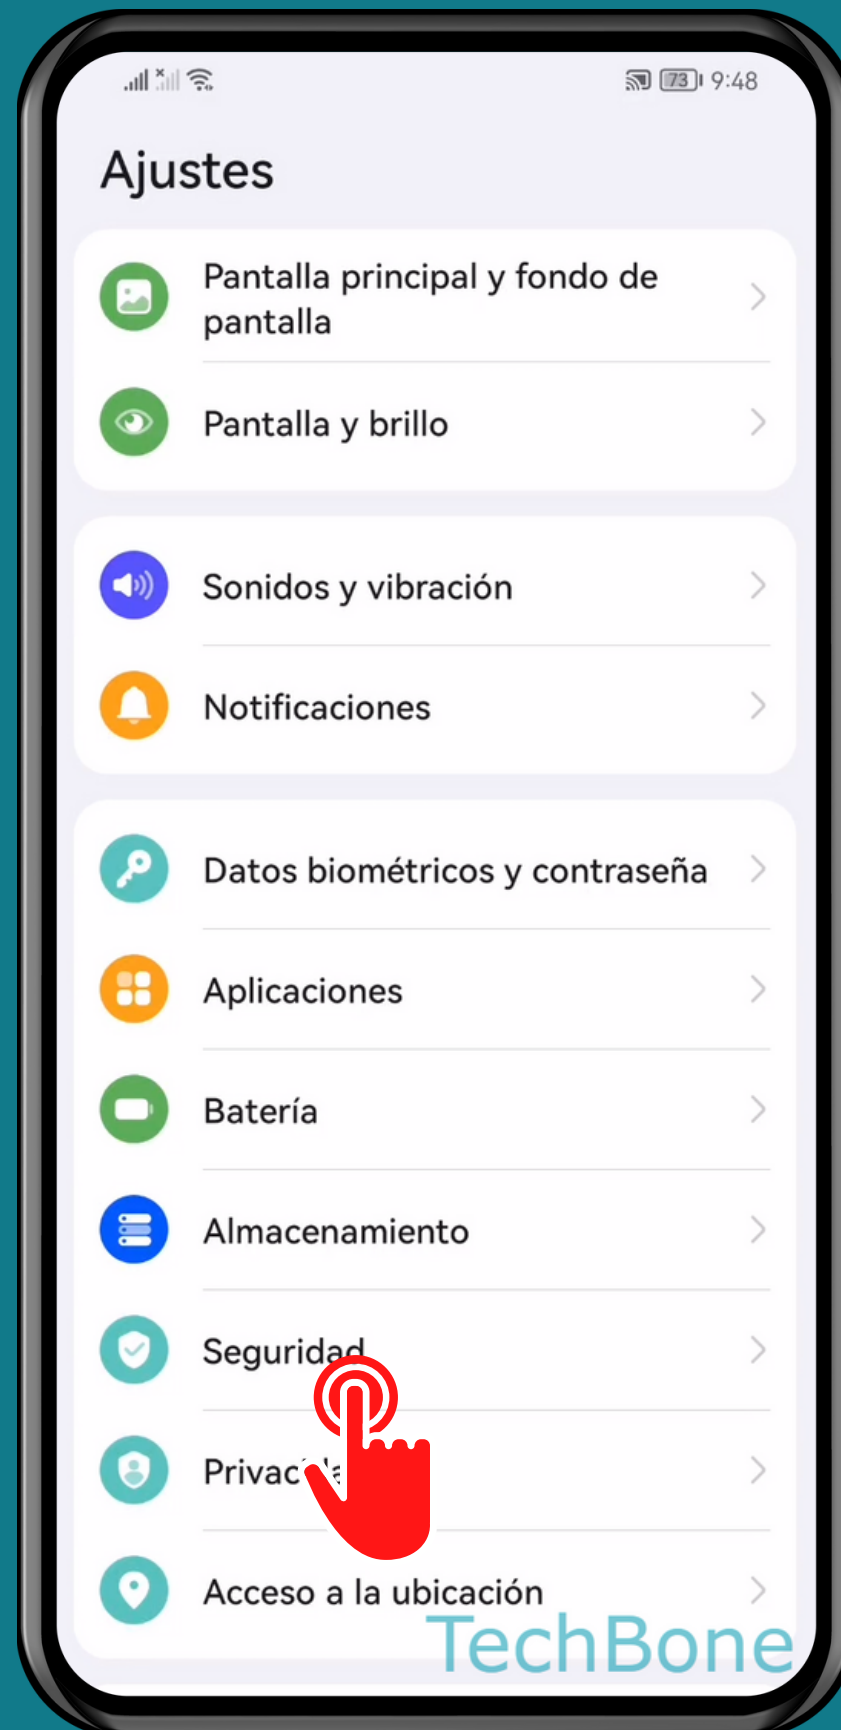 73 9:48
Ajustes
Pantalla principal y fondo de
pantalla
Pantalla y brillo
Sonidos y vibración
Notificaciones
Datos biométricos y contraseña
Aplicaciones
Batería
Almacenamiento
Seguridad
Acceso a la ubicación
TechBone